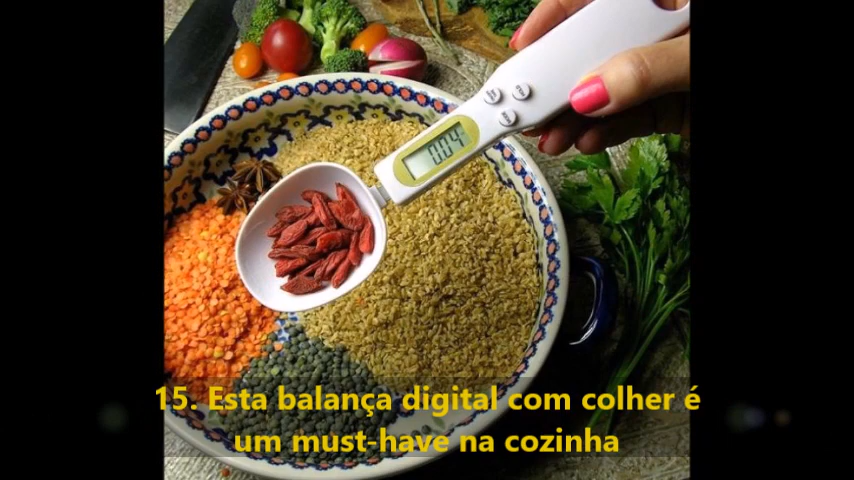 0.04
15. Esta balança digital com colher é
um must-have na cozinha